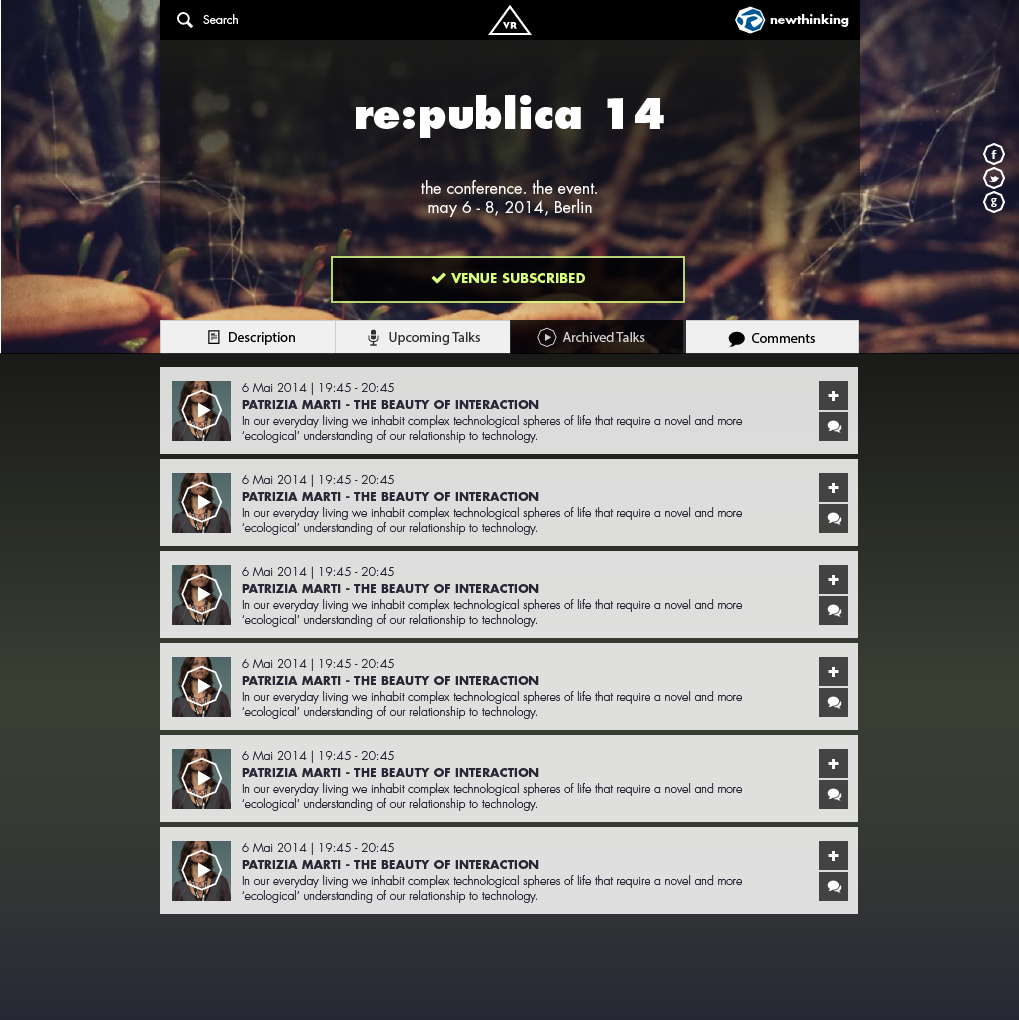 Search
VR
newthinking
re:publica 14
the conference. the event.
may 6 - 8, 2014, Berlin
f
g
VENUE SUBSCRIBED
Description
Upcoming Talks
Archived Talks
Comments
6 Mai 2014 | 19:45 - 20:45
PATRIZIA MARTI - THE BEAUTY OF INTERACTION
In our everyday living we inhabit complex technological spheres of life that require a novel and more
‘ecological’ understanding of our relationship to technology.
6 Mai 2014 | 19:45 - 20:45
PATRIZIA MARTI - THE BEAUTY OF INTERACTION
In our everyday living we inhabit complex technological spheres of life that require a novel and more
‘ecological’ understanding of our relationship to technology.
6 Mai 2014 | 19:45 - 20:45
PATRIZIA MARTI - THE BEAUTY OF INTERACTION
In our everyday living we inhabit complex technological spheres of life that require a novel and more
‘ecological’ understanding of our relationship to technology.
6 Mai 2014 | 19:45 - 20:45
PATRIZIA MARTI - THE BEAUTY OF INTERACTION
In our everyday living we inhabit complex technological spheres of life that require a novel and more
‘ecological’ understanding of our relationship to technology.
6 Mai 2014 | 19:45 - 20:45
PATRIZIA MARTI - THE BEAUTY OF INTERACTION
In our everyday living we inhabit complex technological spheres of life that require a novel and more
‘ecological’ understanding of our relationship to technology.
6 Mai 2014 | 19:45 - 20:45
PATRIZIA MARTI - THE BEAUTY OF INTERACTION
In our everyday living we inhabit complex technological spheres of life that require a novel and more
‘ecological’ understanding of our relationship to technology.